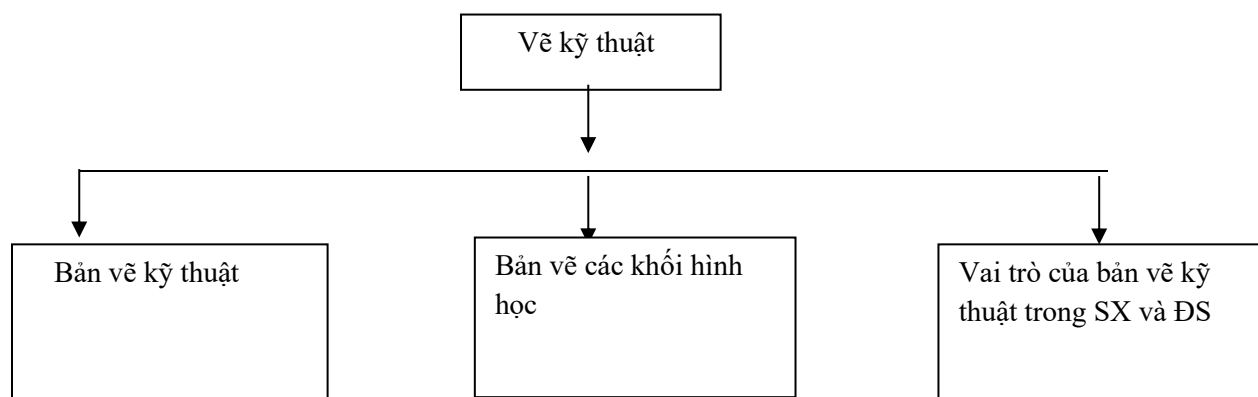 Vẽ kỹ thuật
Bản vẽ kỹ thuật
Bản vẽ các khối hình
học
Vai trò của bản vẽ kỹ
thuật trong SX và ĐS